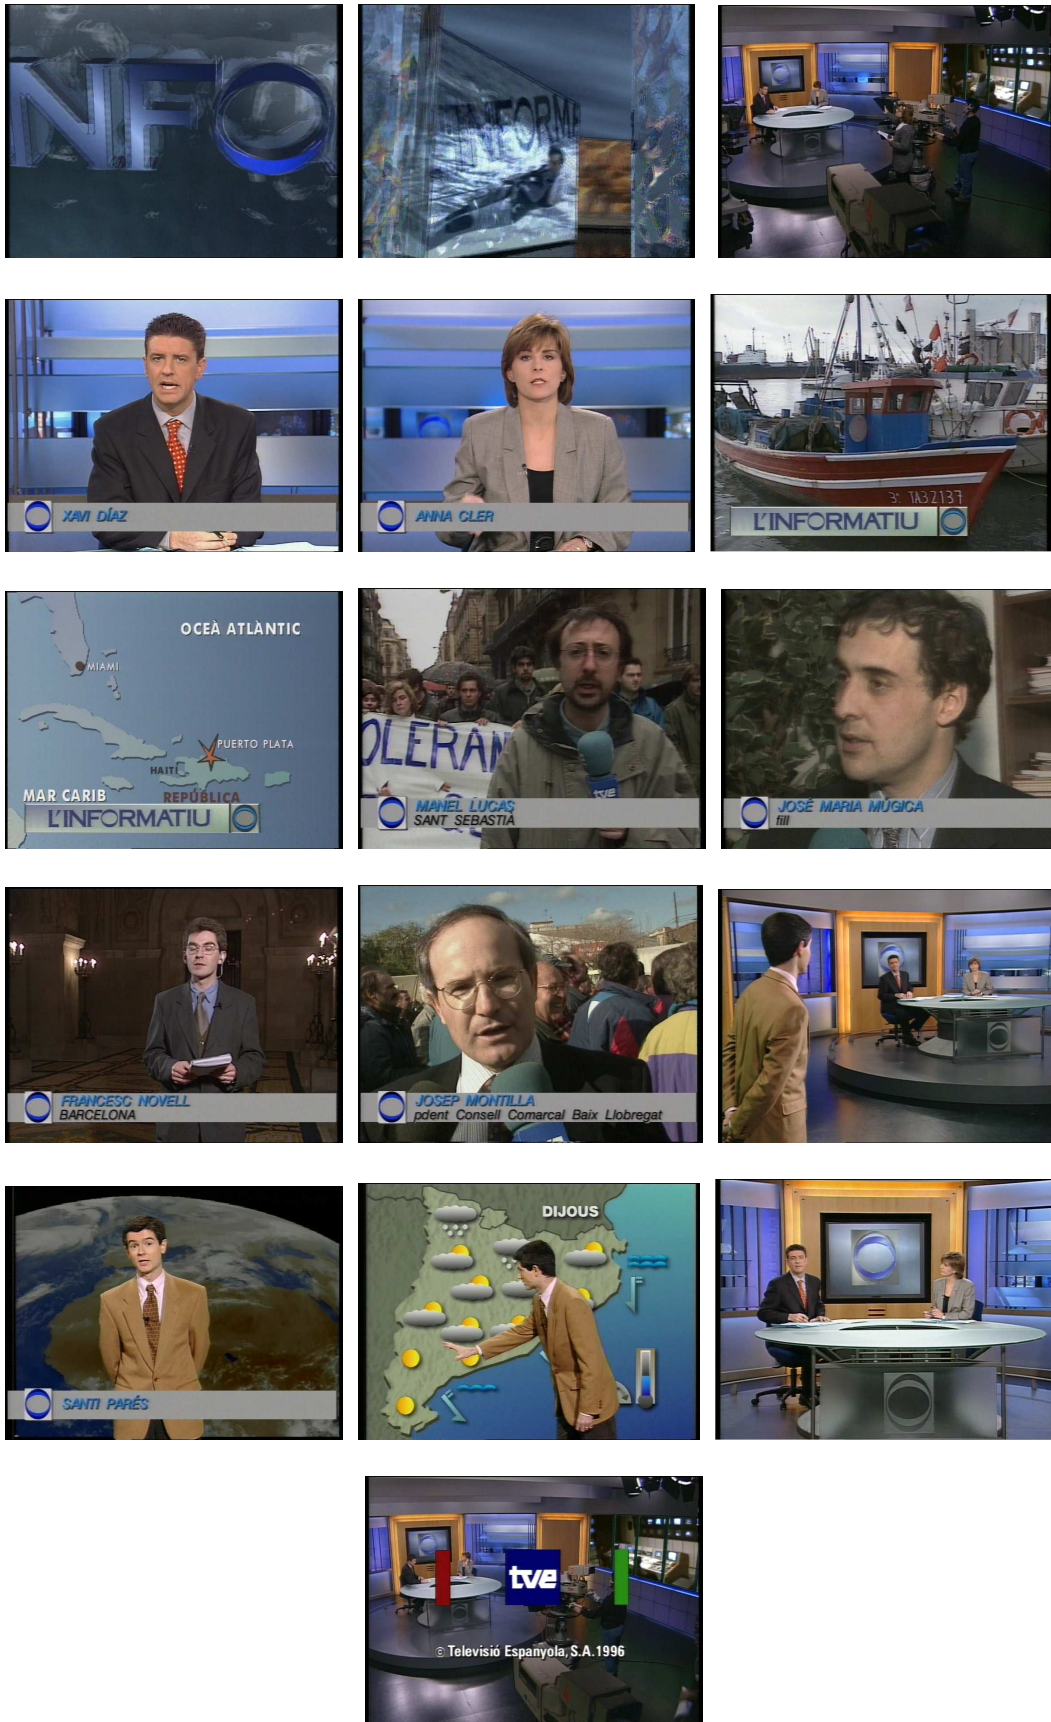 NFO
INFORMA
XAVI DÍAZ
ANNA CLER
3ª TA32137
L'INFORMATIU
OCEÀ ATLÀNTIC
MIAMI
PUERTO PLATA
HAITÍ
MAR CARIB
REPÚBLICA
L'INFORMATIU
OLERAN
tve
MANEL LUCAS
SANT SEBASTIÀ
JOSÉ MARIA MÚGICA
fill
FRANCESC NOVELL
BARCELONA
JOSEP MONTILLA
pdent Consell Comarcal Baix Llobregat
SANTI PARÉS
DIJOUS
tve
© Televisió Espanyola, S.A. 1996